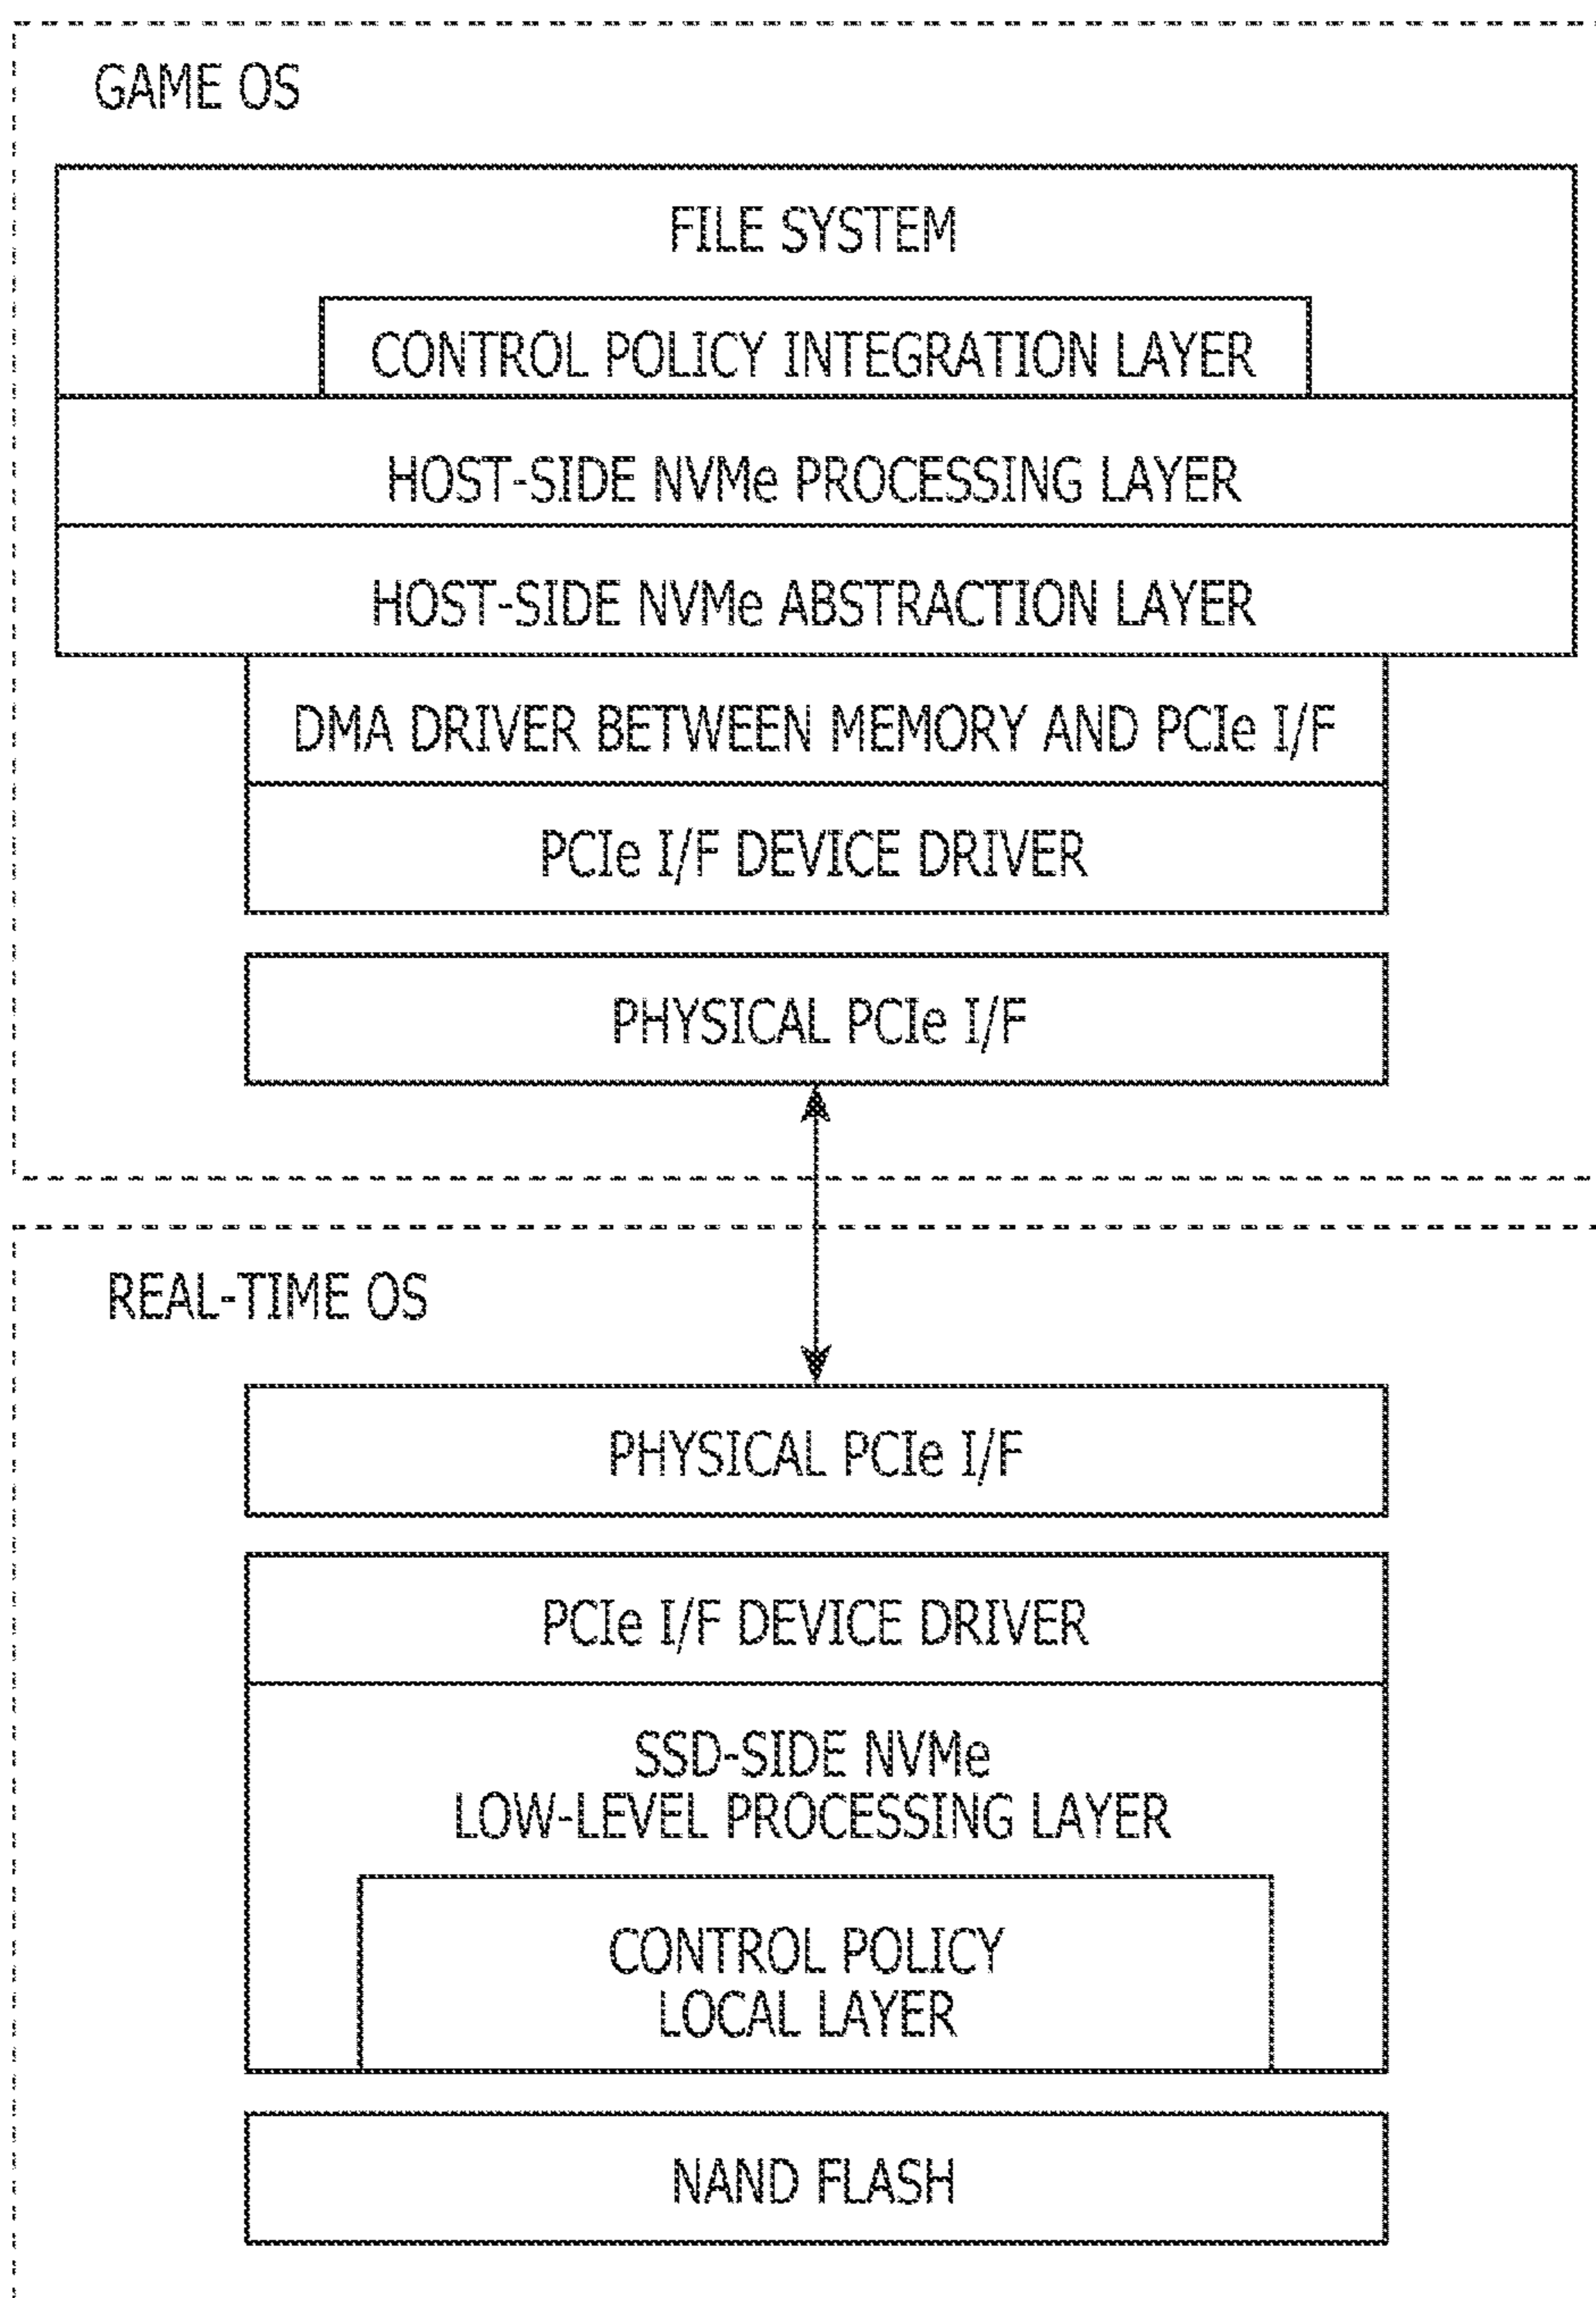 GAME OS
FILE SYSTEM
CONTROL POLICY INTEGRATION LAYER
HOST-SIDE NVMe PROCESSING LAYER
HOST-SIDE NVMe ABSTRACTION LAYER
DMA DRIVER BETWEEN MEMORY AND PCIe I/F
PCIe I/F DEVICE DRIVER
PHYSICAL PCIe I/F
REAL-TIME OS
PHYSICAL PCIe I/F
PCIe I/F DEVICE DRIVER
SSD-SIDE NVMe
LOW-LEVEL PROCESSING LAYER
CONTROL POLICY
LOCAL LAYER
NAND FLASH